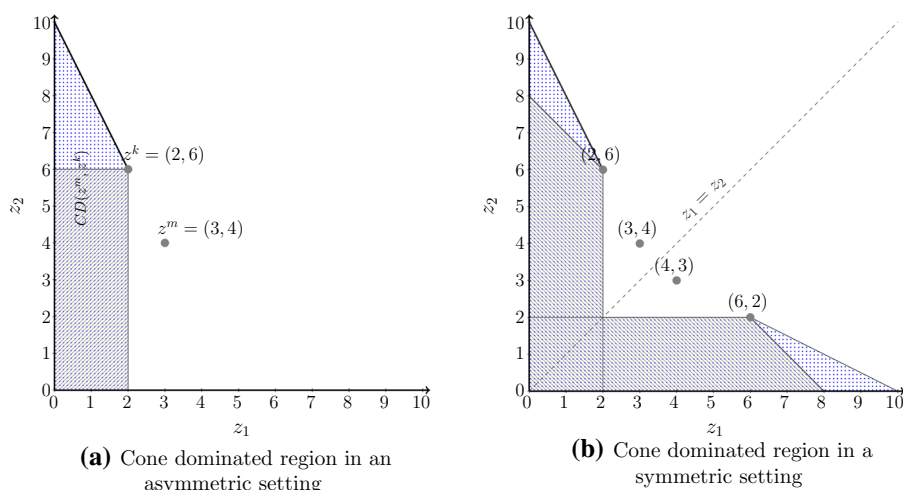 10
9
8
7
6
5
4
3
2
1
0
z₂
CD(zᵐ, zᵏ)
zᵏ = (2, 6)
zᵐ = (3, 4)
0 1 2 3 4 5 6 7 8 9 10
z₁
(a) Cone dominated region in an
asymmetric setting
10
9
8
7
6
5
4
3
2
1
0
z₂
(2, 6)
z₁ = z₂
(3, 4)
(4, 3)
(6, 2)
0 1 2 3 4 5 6 7 8 9 10
z₁
(b) Cone dominated region in a
symmetric setting